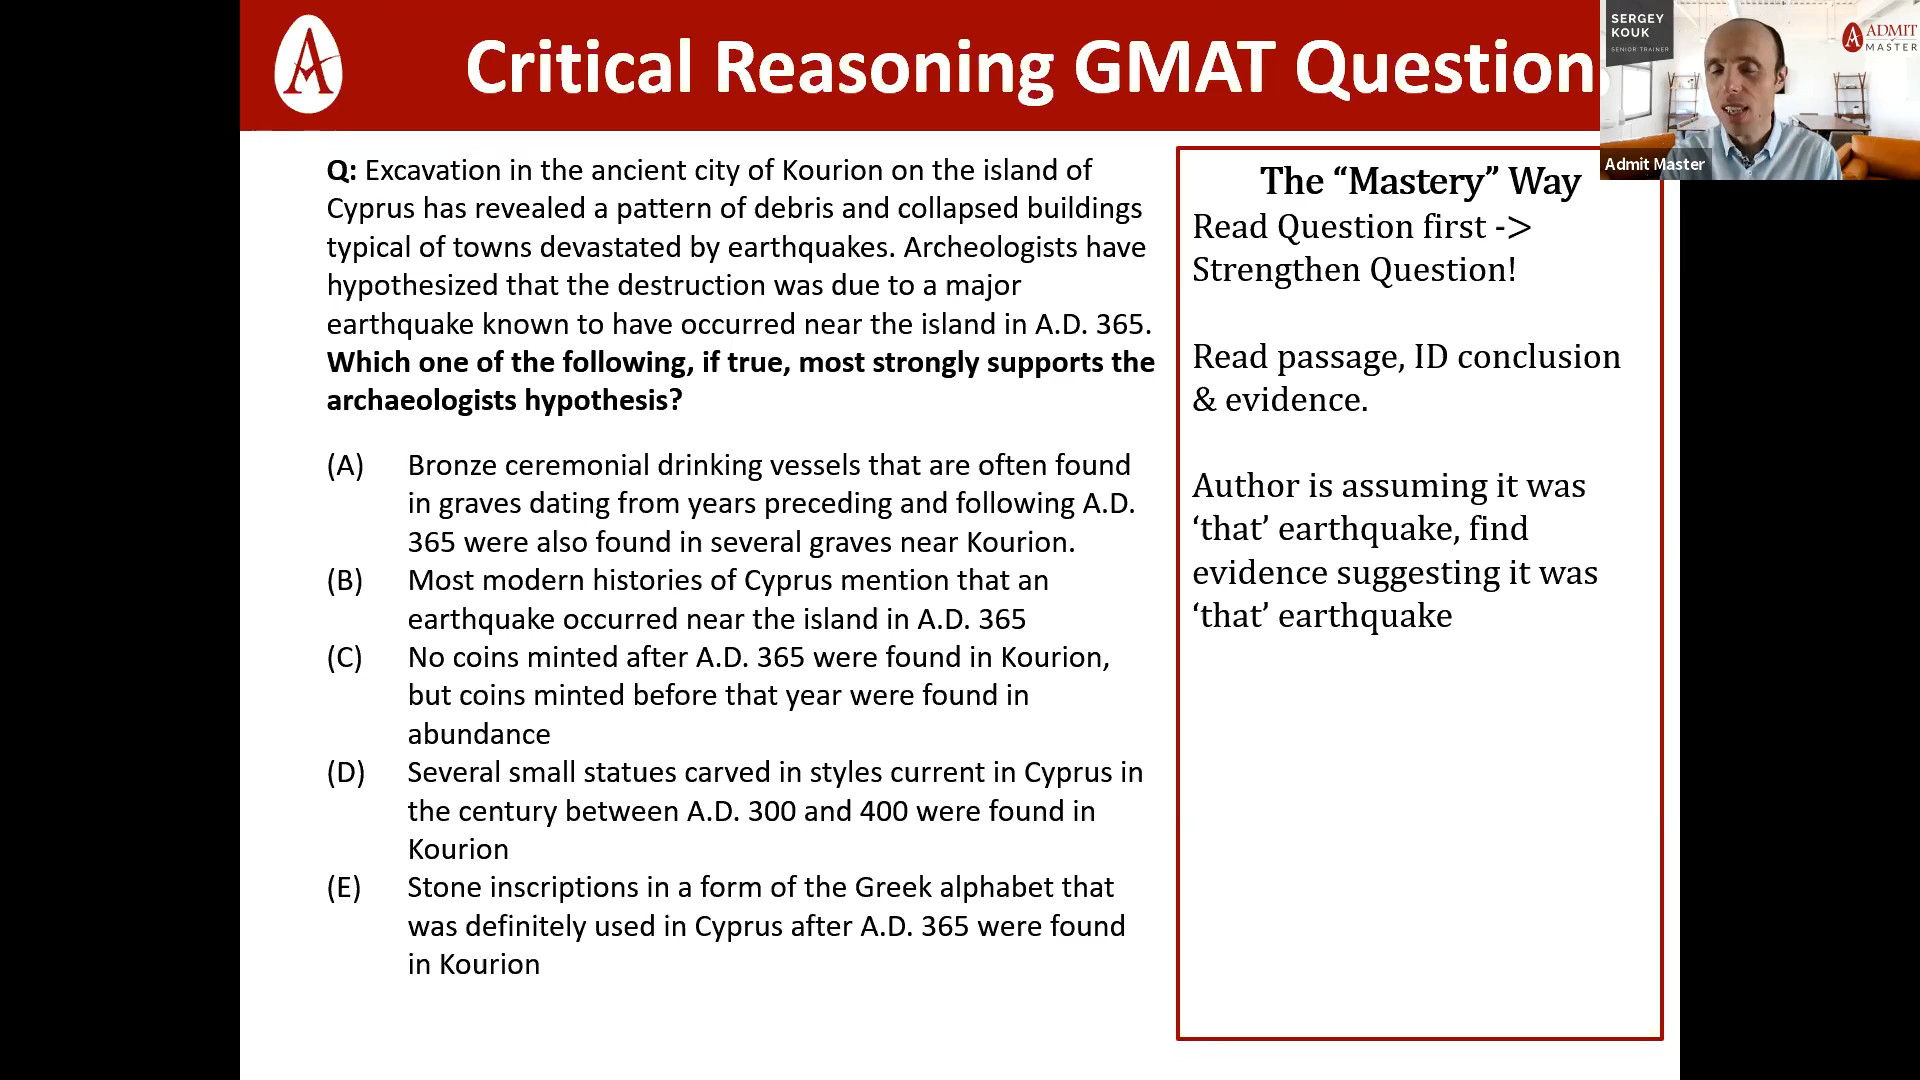 Critical Reasoning GMAT Question
SERGEY
KOUK
SENIOR TRAINER
ADMIT
MASTER
Admit Master
Q: Excavation in the ancient city of Kourion on the island of
Cyprus has revealed a pattern of debris and collapsed buildings
typical of towns devastated by earthquakes. Archeologists have
hypothesized that the destruction was due to a major
earthquake known to have occurred near the island in A.D. 365.
Which one of the following, if true, most strongly supports the
archaeologists hypothesis?
(A) Bronze ceremonial drinking vessels that are often found
in graves dating from years preceding and following A.D.
365 were also found in several graves near Kourion.
(B) Most modern histories of Cyprus mention that an
earthquake occurred near the island in A.D. 365
(C) No coins minted after A.D. 365 were found in Kourion,
but coins minted before that year were found in
abundance
(D) Several small statues carved in styles current in Cyprus in
the century between A.D. 300 and 400 were found in
Kourion
(E) Stone inscriptions in a form of the Greek alphabet that
was definitely used in Cyprus after A.D. 365 were found
in Kourion
The “Mastery” Way
Read Question first ->
Strengthen Question!
Read passage, ID conclusion
& evidence.
Author is assuming it was
‘that’ earthquake, find
evidence suggesting it was
‘that’ earthquake